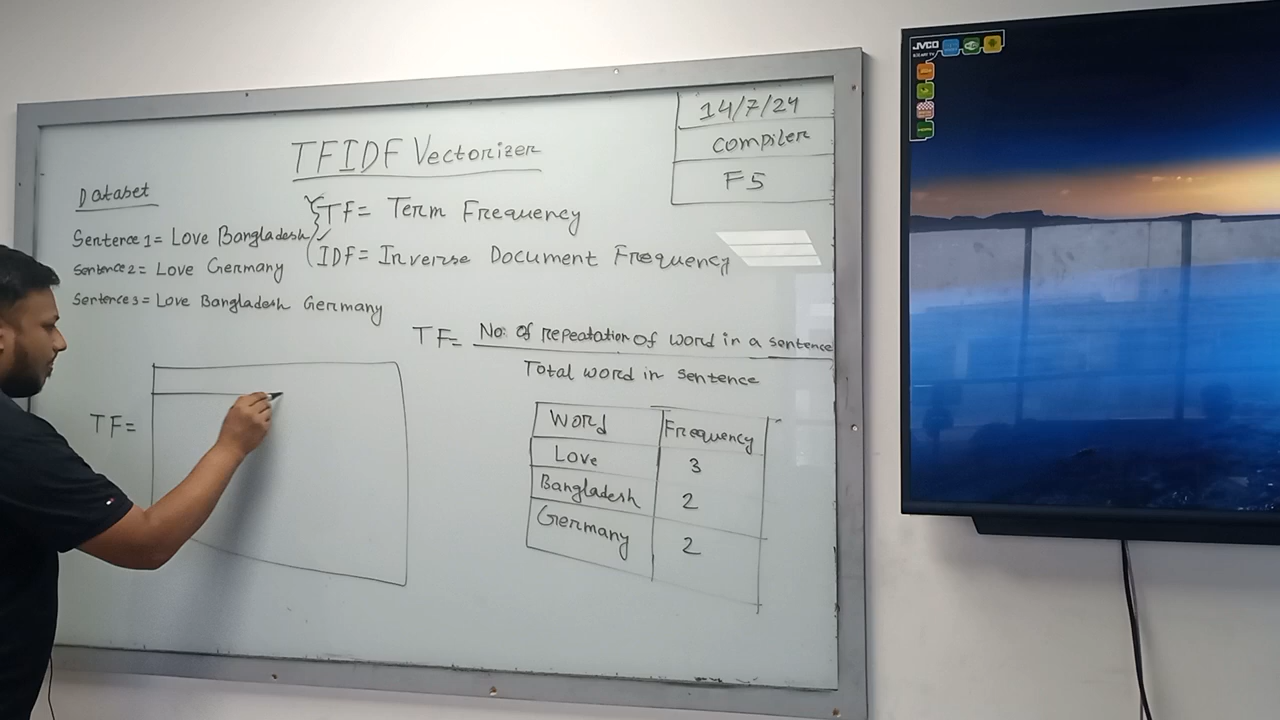 14/7/24
Compiler
F5
TFIDF Vectorizer
Dataset
Sentence 1 = Love Bangladesh
Sentence 2 = Love Germany
Sentence 3 = Love Bangladesh Germany
TF = Term Frequency
IDF = Inverse Document Frequency
TF = No: of repeatation of word in a sentence
Total word in sentence
TF =
Word Frequency
Love 3
Bangladesh 2
Germany 2
JVCO